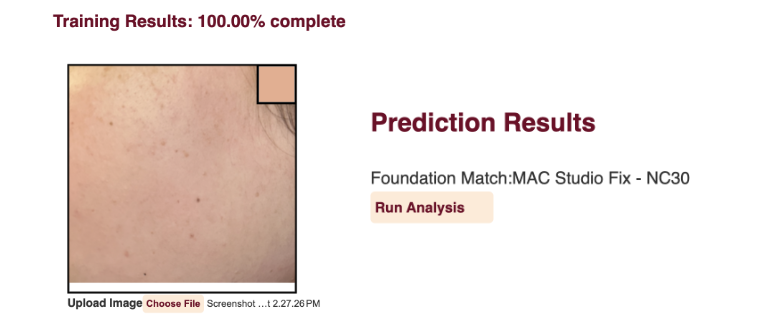 Training Results: 100.00% complete
Prediction Results
Foundation Match:MAC Studio Fix - NC30
Run Analysis
Upload Image Choose File Screenshot ...t 2.27.26 PM